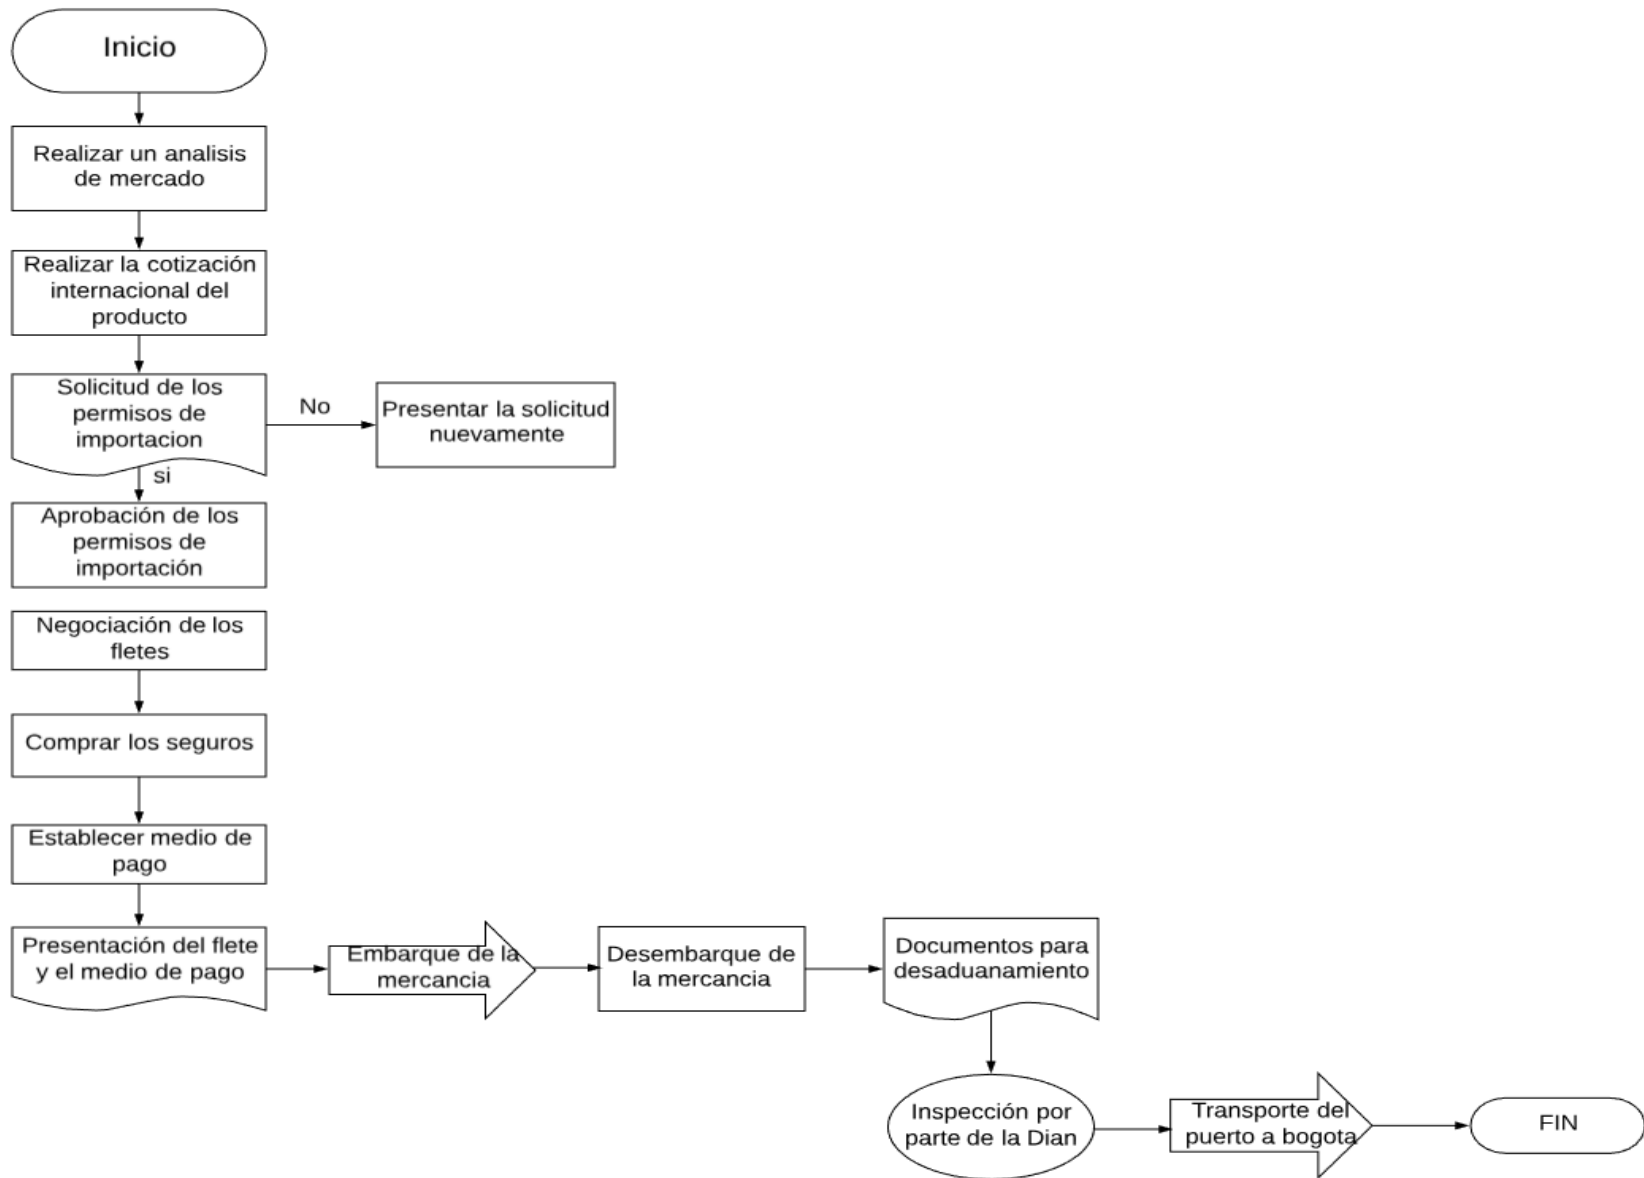 Inicio
Realizar un analisis
de mercado
Realizar la cotización
internacional del
producto
Solicitud de los
permisos de
importacion
No
Presentar la solicitud
nuevamente
si
Aprobación de los
permisos de
importación
Negociación de los
fletes
Comprar los seguros
Establecer medio de
pago
Presentación del flete
y el medio de pago
Embarque de la
mercancia
Desembarque de
la mercancia
Documentos para
desaduanamiento
Inspección por
parte de la Dian
Transporte del
puerto a bogota
FIN